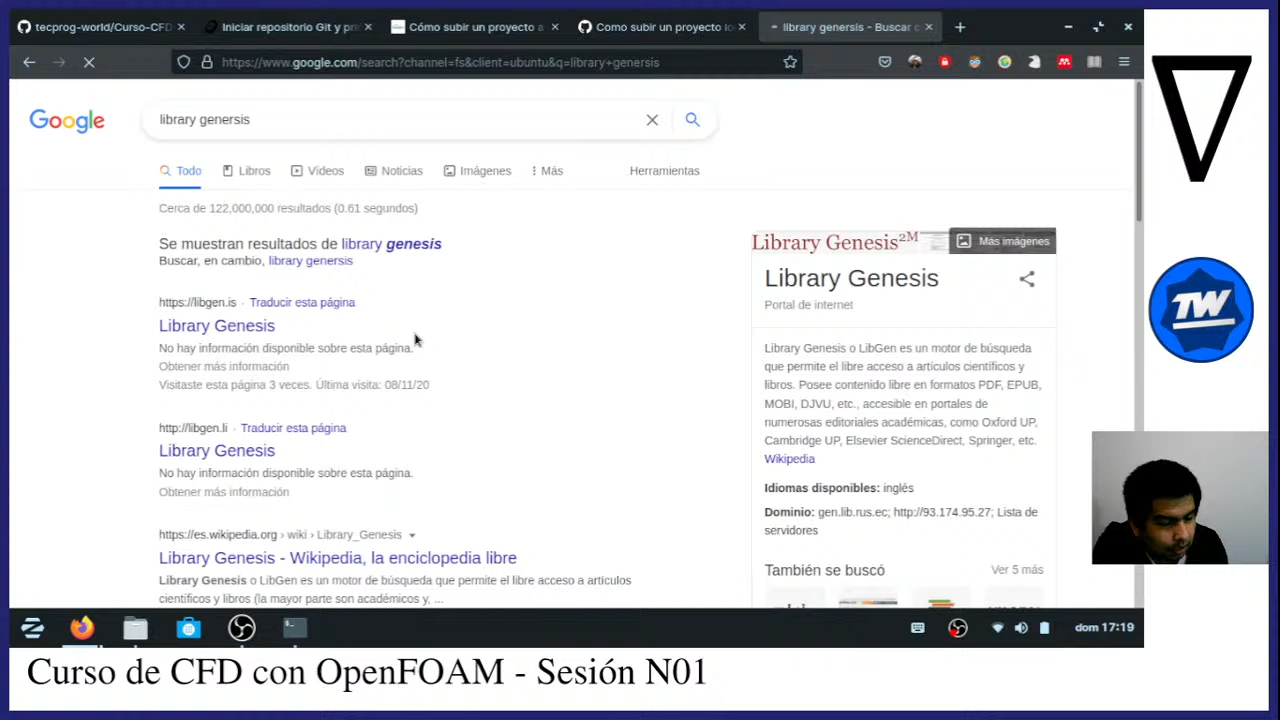 tecprog-world/Curso-CFD
Iniciar repositorio Git y pri
Cómo subir un proyecto a
Como subir un proyecto lo
library genersis - Buscar c
https://www.google.com/search?channel=fs&client=ubuntu&q=library+genersis
Google
library genersis
Todo
Libros
Vídeos
Noticias
Imágenes
Más
Herramientas
Cerca de 122,000,000 resultados (0.61 segundos)
Se muestran resultados de library genesis
Buscar, en cambio, library genersis
https://libgen.is · Traducir esta página
Library Genesis
No hay información disponible sobre esta página.
Obtener más información
Visitaste esta página 3 veces. Última visita: 08/11/20
http://libgen.li · Traducir esta página
Library Genesis
No hay información disponible sobre esta página.
Obtener más información
https://es.wikipedia.org › wiki › Library_Genesis
Library Genesis - Wikipedia, la enciclopedia libre
Library Genesis o LibGen es un motor de búsqueda que permite el libre acceso a artículos
científicos y libros (la mayor parte son académicos y, ...
Library Genesis2M
Más imágenes
Library Genesis
Portal de internet
Library Genesis o LibGen es un motor de búsqueda
que permite el libre acceso a artículos científicos y
libros. Posee contenido libre en formatos PDF, EPUB,
MOBI, DJVU, etc., accesible en portales de
numerosas editoriales académicas, como Oxford UP,
Cambridge UP, Elsevier ScienceDirect, Springer, etc.
Wikipedia
Idiomas disponibles: inglés
Dominio: gen.lib.rus.ec; http://93.174.95.27; Lista de
servidores
También se buscó
Ver 5 más
TW
dom 17:19
Curso de CFD con OpenFOAM - Sesión N01